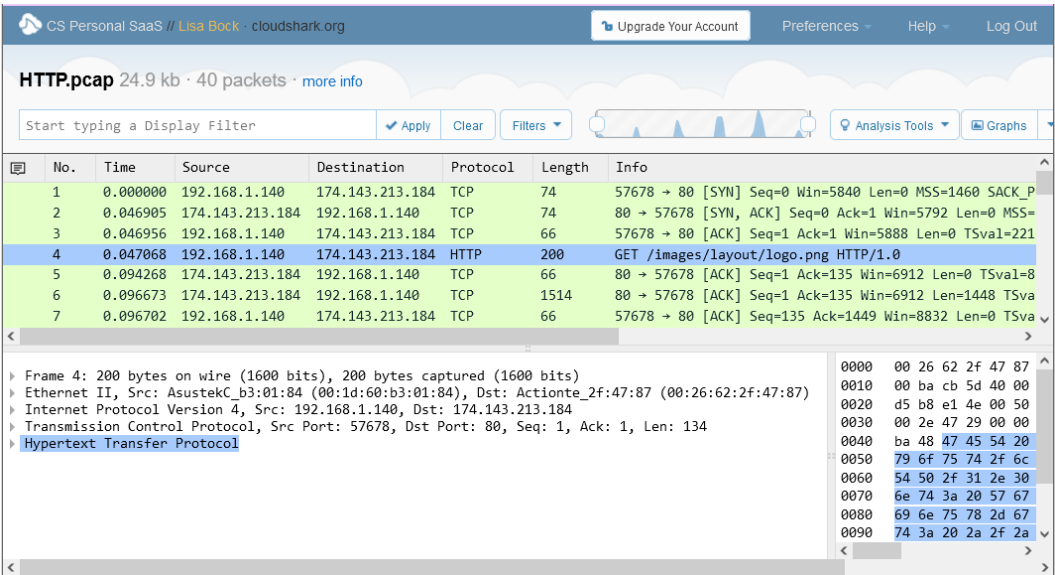 CS Personal SaaS // Lisa Bock · cloudshark.org Upgrade Your Account Preferences Help Log Out
HTTP.pcap 24.9 kb · 40 packets · more info
Start typing a Display Filter Apply Clear Filters Analysis Tools Graphs
No. Time Source Destination Protocol Length Info
1 0.000000 192.168.1.140 174.143.213.184 TCP 74 57678 → 80 [SYN] Seq=0 Win=5840 Len=0 MSS=1460 SACK_P
2 0.046905 174.143.213.184 192.168.1.140 TCP 74 80 → 57678 [SYN, ACK] Seq=0 Ack=1 Win=5792 Len=0 MSS=
3 0.046956 192.168.1.140 174.143.213.184 TCP 66 57678 → 80 [ACK] Seq=1 Ack=1 Win=5888 Len=0 TSval=221
4 0.047068 192.168.1.140 174.143.213.184 HTTP 200 GET /images/layout/logo.png HTTP/1.0
5 0.094268 174.143.213.184 192.168.1.140 TCP 66 80 → 57678 [ACK] Seq=1 Ack=135 Win=6912 Len=0 TSval=8
6 0.096673 174.143.213.184 192.168.1.140 TCP 1514 80 → 57678 [ACK] Seq=1 Ack=135 Win=6912 Len=1448 TSva
7 0.096702 192.168.1.140 174.143.213.184 TCP 66 57678 → 80 [ACK] Seq=135 Ack=1449 Win=8832 Len=0 TSva
Frame 4: 200 bytes on wire (1600 bits), 200 bytes captured (1600 bits)
Ethernet II, Src: AsustekC_b3:01:84 (00:1d:60:b3:01:84), Dst: Actionte_2f:47:87 (00:26:62:2f:47:87)
Internet Protocol Version 4, Src: 192.168.1.140, Dst: 174.143.213.184
Transmission Control Protocol, Src Port: 57678, Dst Port: 80, Seq: 1, Ack: 1, Len: 134
Hypertext Transfer Protocol
0000 00 26 62 2f 47 87
0010 00 ba cb 5d 40 00
0020 d5 b8 e1 4e 00 50
0030 00 2e 47 29 00 00
0040 ba 48 47 45 54 20
0050 79 6f 75 74 2f 6c
0060 54 50 2f 31 2e 30
0070 6e 74 3a 20 57 67
0080 69 6e 75 78 2d 67
0090 74 3a 20 2a 2f 2a